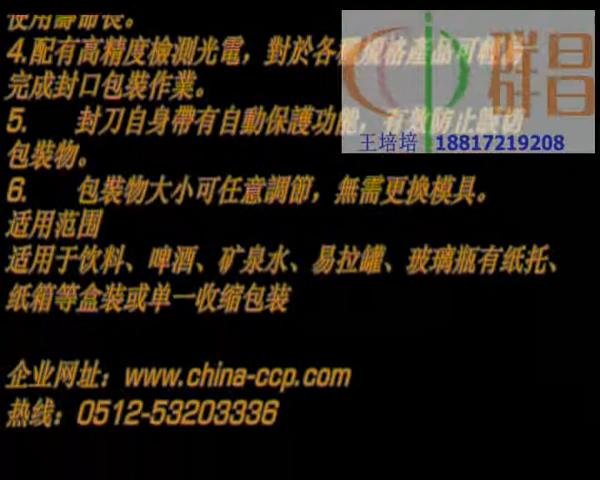 使用壽命長。
4.配有高精度檢測光電，對於各種規格產品可輕易
完成封口包裝作業。
5. 封刀自身帶有自動保護功能，有效防止誤切
包裝物。
6. 包裝物大小可任意調節，無需更換模具。
适用范围
适用于饮料、啤酒、矿泉水、易拉罐、玻璃瓶有纸托、
纸箱等盒装或单一收缩包装
企业网址：www.china-ccp.com
热线：0512-53203336
群昌
王培培 18817219208